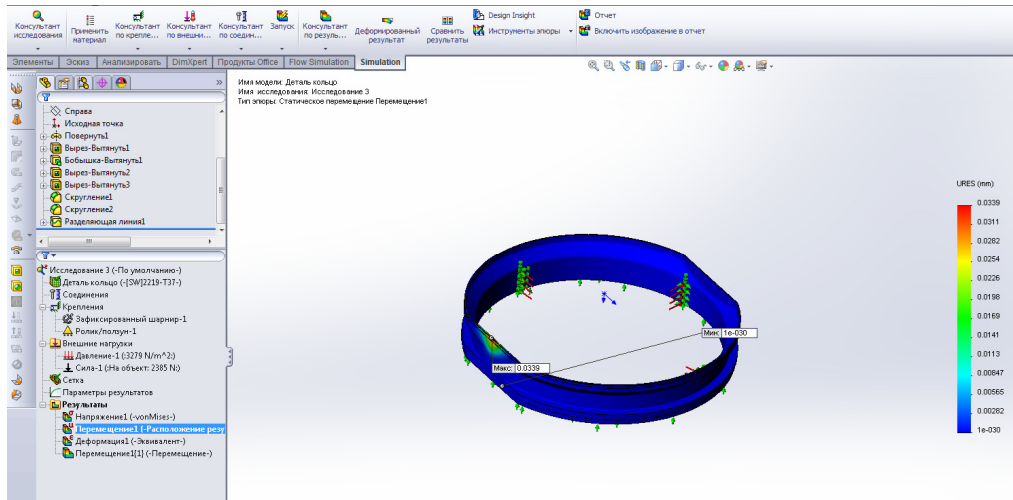 Консультант исследования
Применить материал
Консультант по крепле...
Консультант по внешни...
Консультант по соедин...
Запуск
Консультант по резуль...
Деформированный результат
Сравнить результаты
Design Insight
Инструменты эпюры
Отчет
Включить изображение в отчет
Элементы
Эскиз
Анализировать
DimXpert
Продукты Office
Flow Simulation
Simulation
Имя модели: Деталь кольцо
Имя исследования: Исследование 3
Тип эпюры: Статическое перемещение Перемещение1
Справа
Исходная точка
Повернуть1
Вырез-Вытянуть1
Бобышка-Вытянуть1
Вырез-Вытянуть2
Вырез-Вытянуть3
Скругление1
Скругление2
Разделяющая линия1
Исследование 3 (-По умолчанию-)
Деталь кольцо (-[SW]2219-T37-)
Соединения
Крепления
Зафиксированный шарнир-1
Ролик/ползун-1
Внешние нагрузки
Давление-1 (:3279 N/m^2:)
Сила-1 (:На объект: 2385 N:)
Сетка
Параметры результатов
Результаты
Напряжение1 (-vonMises-)
Перемещение1 (-Расположение резу
Деформация1 (-Эквивалент-)
Перемещение1{1} (-Перемещение-)
Мин: 1e-030
Макс: 0.0339
URES (mm)
0.0339
0.0311
0.0282
0.0254
0.0226
0.0198
0.0169
0.0141
0.0113
0.00847
0.00565
0.00282
1e-030